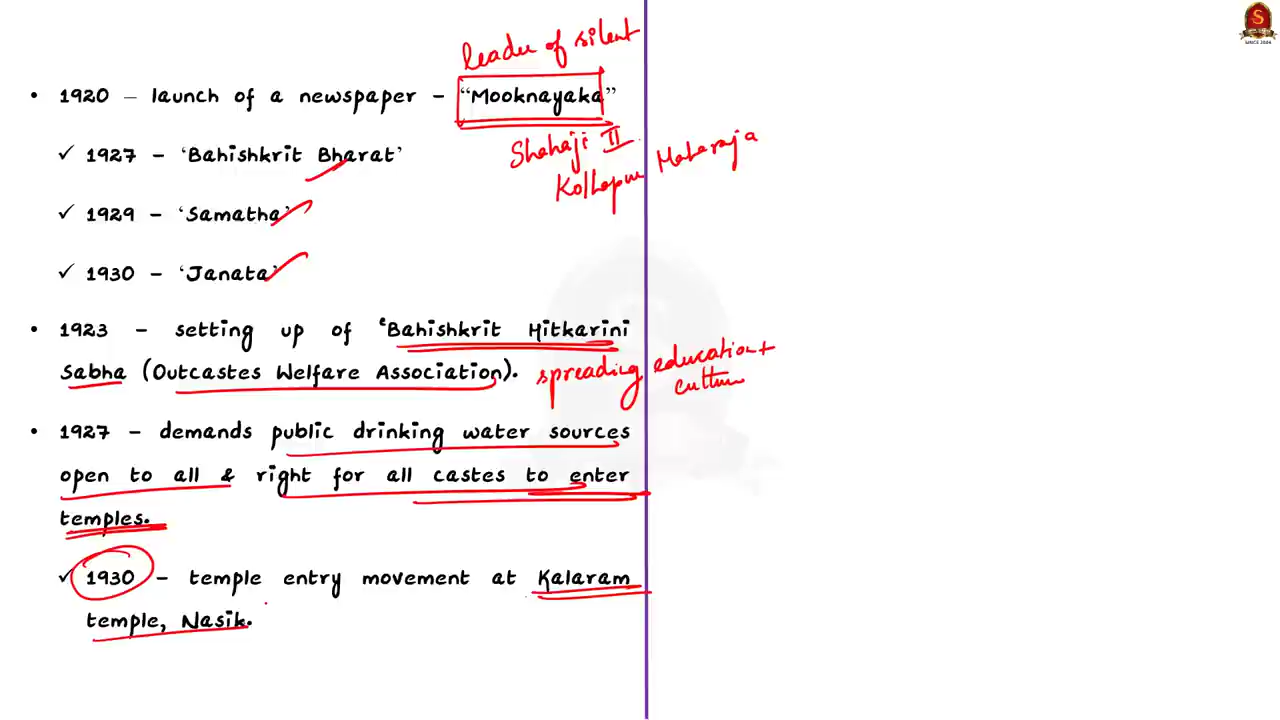 leader of silent
• 1920 – launch of a newspaper – “Mooknayaka”
Shahaji II
Kolhapur Maharaja
✓ 1927 – ‘Bahishkrit Bharat’
✓ 1929 – ‘Samatha’
✓ 1930 – ‘Janata’
• 1923 – setting up of ‘Bahishkrit Hitkarini
Sabha (Outcastes Welfare Association).
spreading education +
culture
• 1927 – demands public drinking water sources
open to all & right for all castes to enter
temples.
✓ 1930 – temple entry movement at Kalaram
temple, Nasik.
S
SINCE 2004